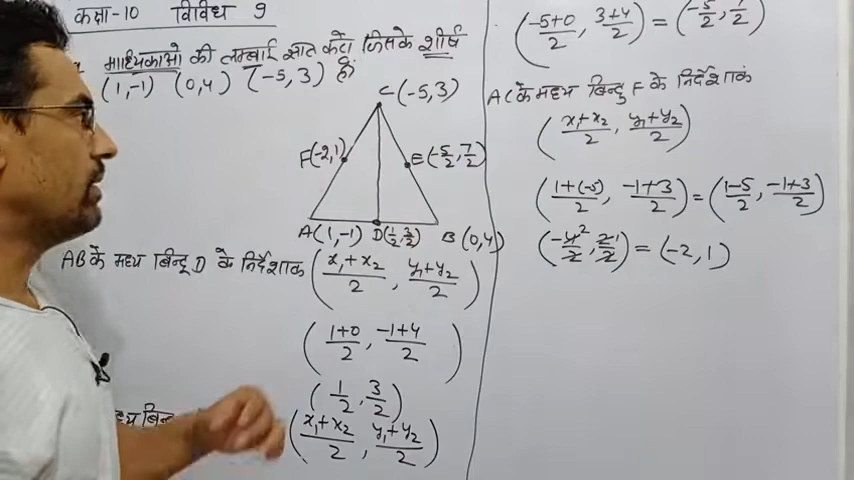 कक्षा-10 विविध 9
माध्यिकाओं की लम्बाई ज्ञात करो जिसके शीर्ष
(1,-1) (0,4) (-5,3) हो
C(-5,3)
F(-2,1) E(-5/2, 7/2)
A(1,-1) D(1/2, 3/2) B(0,4)
AB के मध्य बिन्दु D के निर्देशांक ((x₁+x₂)/2, (y₁+y₂)/2)
((1+0)/2, (-1+4)/2)
(1/2, 3/2)
मध्य बिन्दु ((x₁+x₂)/2, (y₁+y₂)/2)
((-5+0)/2, (3+4)/2) = (-5/2, 7/2)
AC के मध्य बिन्दु F के निर्देशांक
((x₁+x₂)/2, (y₁+y₂)/2)
((1+(-5))/2, (-1+3)/2) = ((1-5)/2, (-1+3)/2)
(-4²/2, 2¹/2) = (-2,1)